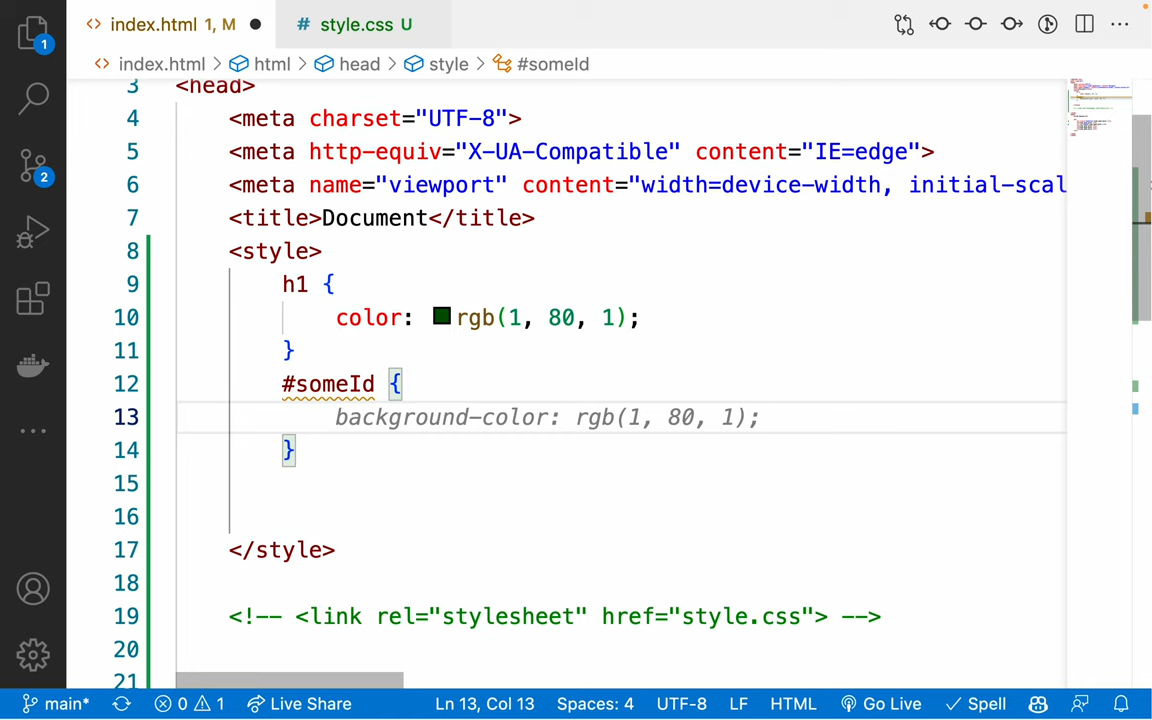 <> index.html 1, M ● # style.css U ...
<> index.html > html > head > style > #someId
3 <head>
4 <meta charset="UTF-8">
5 <meta http-equiv="X-UA-Compatible" content="IE=edge">
6 <meta name="viewport" content="width=device-width, initial-scal
7 <title>Document</title>
8 <style>
9 h1 {
10 color: rgb(1, 80, 1);
11 }
12 #someId {
13 background-color: rgb(1, 80, 1);
14 }
15
16
17 </style>
18
19 <!-- <link rel="stylesheet" href="style.css"> -->
20
21
1
2
main* 0 1 Live Share Ln 13, Col 13 Spaces: 4 UTF-8 LF HTML Go Live Spell